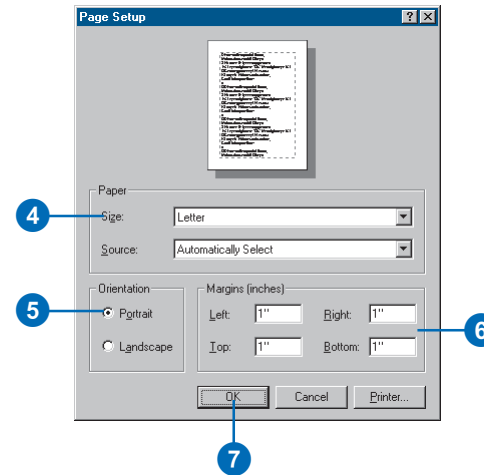 Page Setup
Paper
4
Size: Letter
Source: Automatically Select
Orientation
Margins (inches)
5
Portrait
Left: 1" Right: 1"
6
Landscape
Top: 1" Bottom: 1"
OK Cancel Printer...
7